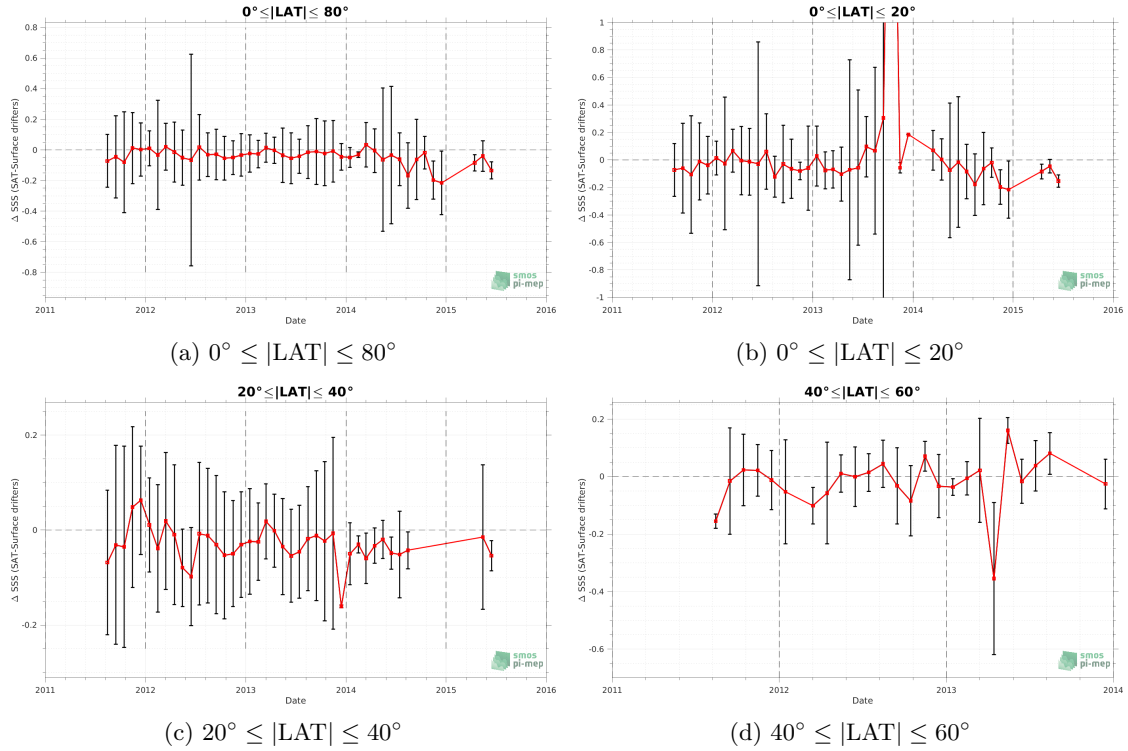 0°≤|LAT|≤ 80°
Δ SSS (SAT-Surface drifters)
0.8
0.6
0.4
0.2
0
-0.2
-0.4
-0.6
-0.8
smos
pi-mep
2011 2012 2013 2014 2015 2016
Date
(a) 0° ≤ |LAT| ≤ 80°
0°≤|LAT|≤ 20°
Δ SSS (SAT-Surface drifters)
1
0.8
0.6
0.4
0.2
0
-0.2
-0.4
-0.6
-0.8
-1
smos
pi-mep
2011 2012 2013 2014 2015 2016
Date
(b) 0° ≤ |LAT| ≤ 20°
20°≤|LAT|≤ 40°
Δ SSS (SAT-Surface drifters)
0.2
0
-0.2
smos
pi-mep
2011 2012 2013 2014 2015 2016
Date
(c) 20° ≤ |LAT| ≤ 40°
40°≤|LAT|≤ 60°
Δ SSS (SAT-Surface drifters)
0.2
0
-0.2
-0.4
-0.6
smos
pi-mep
2011 2012 2013 2014
Date
(d) 40° ≤ |LAT| ≤ 60°